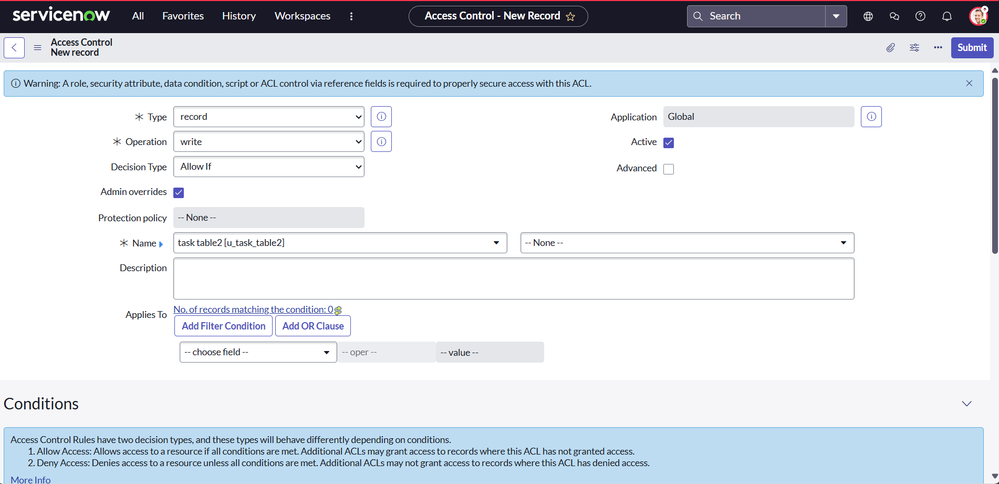 servicenow All Favorites History Workspaces Access Control - New Record Search
Access Control
New record
Submit
Warning: A role, security attribute, data condition, script or ACL control via reference fields is required to properly secure access with this ACL.
Type record Application Global
Operation write Active
Decision Type Allow If Advanced
Admin overrides
Protection policy -- None --
Name task table2 [u_task_table2] -- None --
Description
Applies To No. of records matching the condition: 0
Add Filter Condition Add OR Clause
-- choose field -- -- oper -- -- value --
Conditions
Access Control Rules have two decision types, and these types will behave differently depending on conditions.
1. Allow Access: Allows access to a resource if all conditions are met. Additional ACLs may grant access to records where this ACL has not granted access.
2. Deny Access: Denies access to a resource unless all conditions are met. Additional ACLs may not grant access to records where this ACL has denied access.
More Info